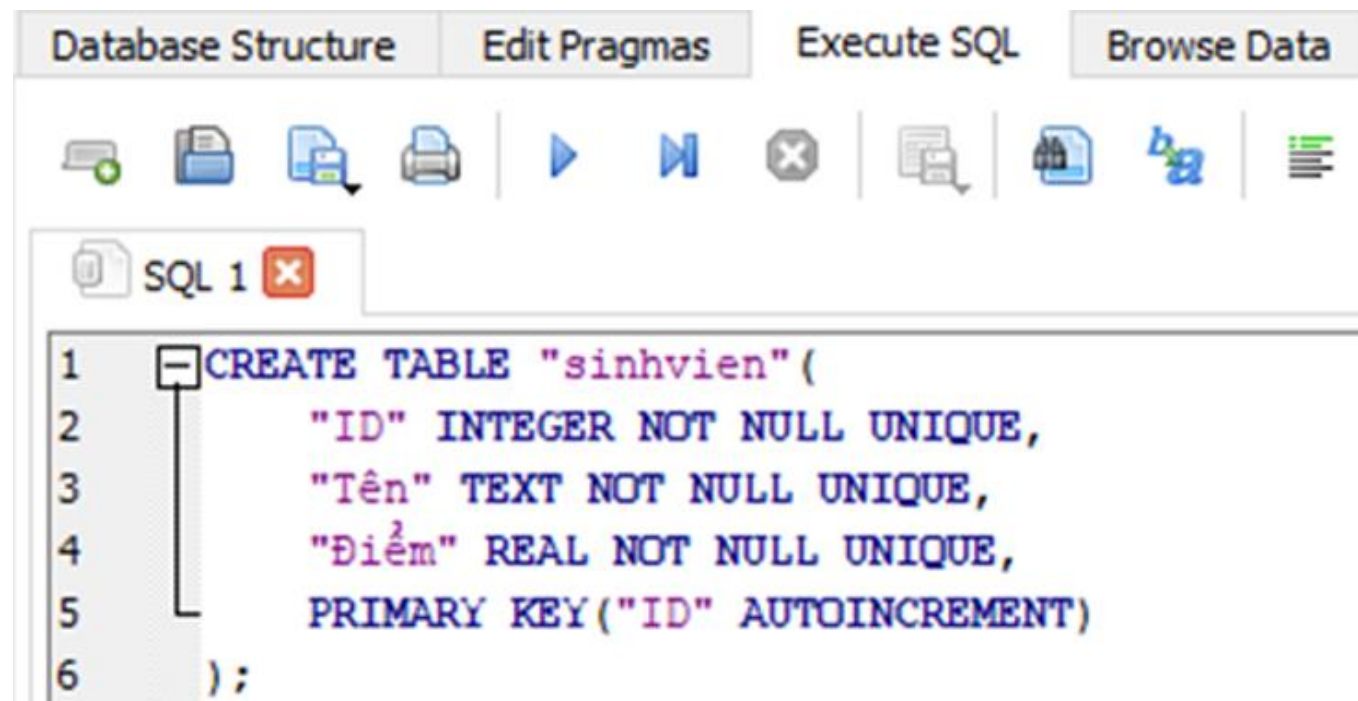 Database Structure Edit Pragmas Execute SQL Browse Data
SQL 1
1 CREATE TABLE "sinhvien"(
2 "ID" INTEGER NOT NULL UNIQUE,
3 "Tên" TEXT NOT NULL UNIQUE,
4 "Điểm" REAL NOT NULL UNIQUE,
5 PRIMARY KEY("ID" AUTOINCREMENT)
6 );